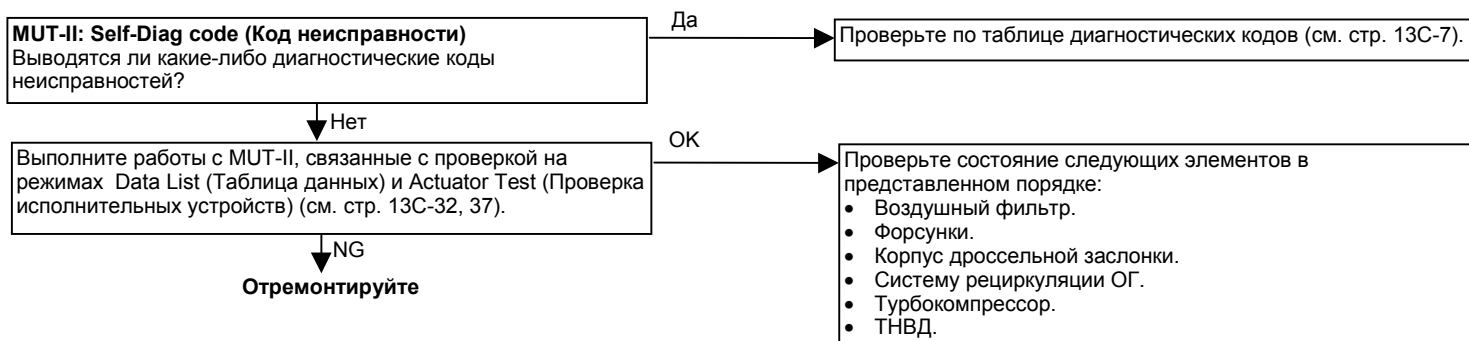 MUT-II: Self-Diag code (Код неисправности)
Выводятся ли какие-либо диагностические коды
неисправностей?
Да
Проверьте по таблице диагностических кодов (см. стр. 13C-7).
Нет
Выполните работы с MUT-II, связанные с проверкой на
режимах Data List (Таблица данных) и Actuator Test (Проверка
исполнительных устройств) (см. стр. 13C-32, 37).
OK
Проверьте состояние следующих элементов в
представленном порядке:
• Воздушный фильтр.
• Форсунки.
• Корпус дроссельной заслонки.
• Систему рециркуляции ОГ.
• Турбокомпрессор.
• ТНВД.
NG
Отремонтируйте